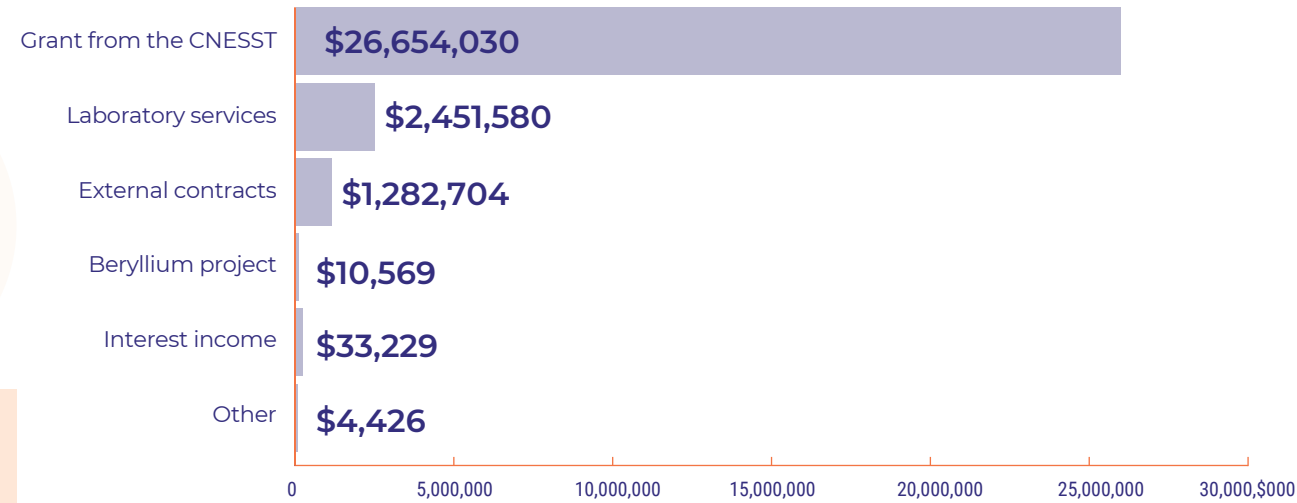 Grant from the CNESST $26,654,030
Laboratory services $2,451,580
External contracts $1,282,704
Beryllium project $10,569
Interest income $33,229
Other $4,426
0 5,000,000 10,000,000 15,000,000 20,000,000 25,000,000 30,000,$000